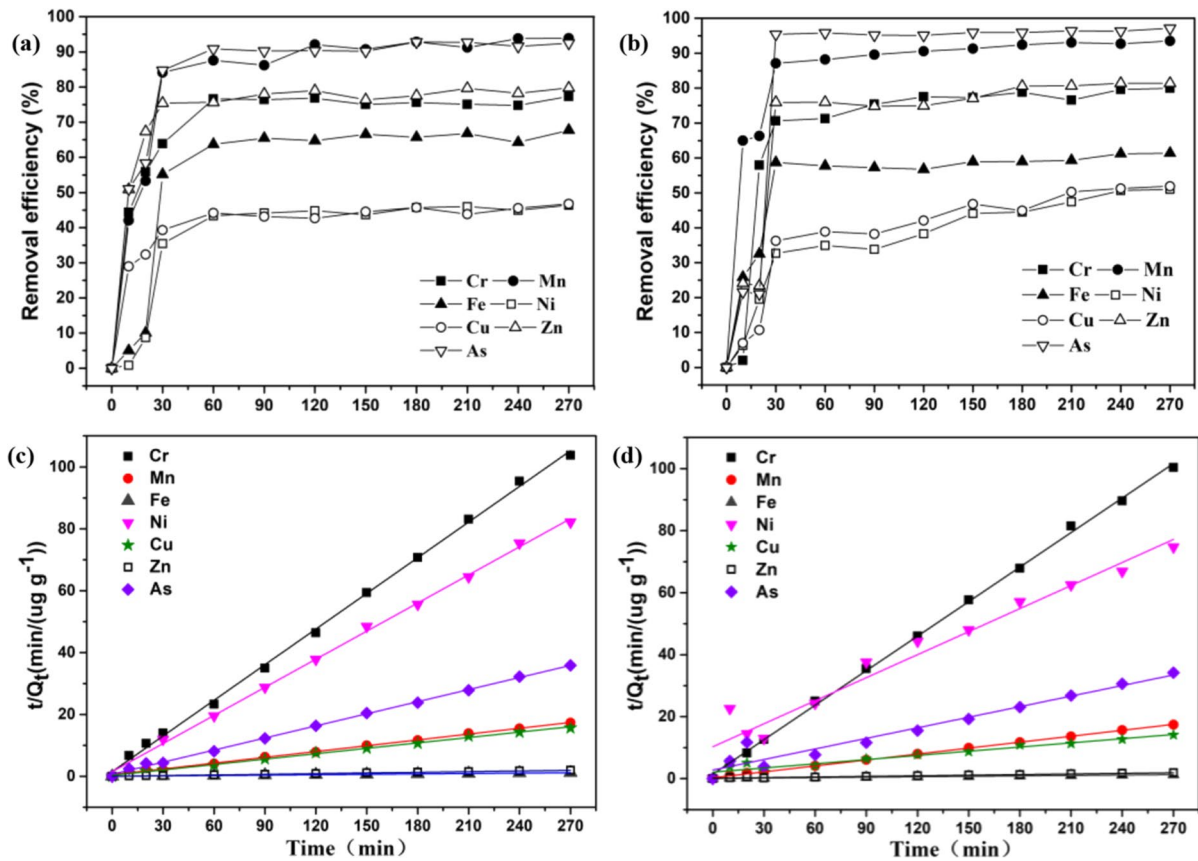 (a)
Removal efficiency (%)
100
90
80
70
60
50
40
30
20
10
0
Cr Mn
Fe Ni
Cu Zn
As
0 30 60 90 120 150 180 210 240 270
(b)
Removal efficiency (%)
100
90
80
70
60
50
40
30
20
10
0
Cr Mn
Fe Ni
Cu Zn
As
0 30 60 90 120 150 180 210 240 270
(c)
t/Qt(min/(ug g-1))
100
80
60
40
20
0
Cr
Mn
Fe
Ni
Cu
Zn
As
0 30 60 90 120 150 180 210 240 270
Time (min)
(d)
t/Qt(min/(ug g-1))
100
80
60
40
20
0
Cr
Mn
Fe
Ni
Cu
Zn
As
0 30 60 90 120 150 180 210 240 270
Time (min)